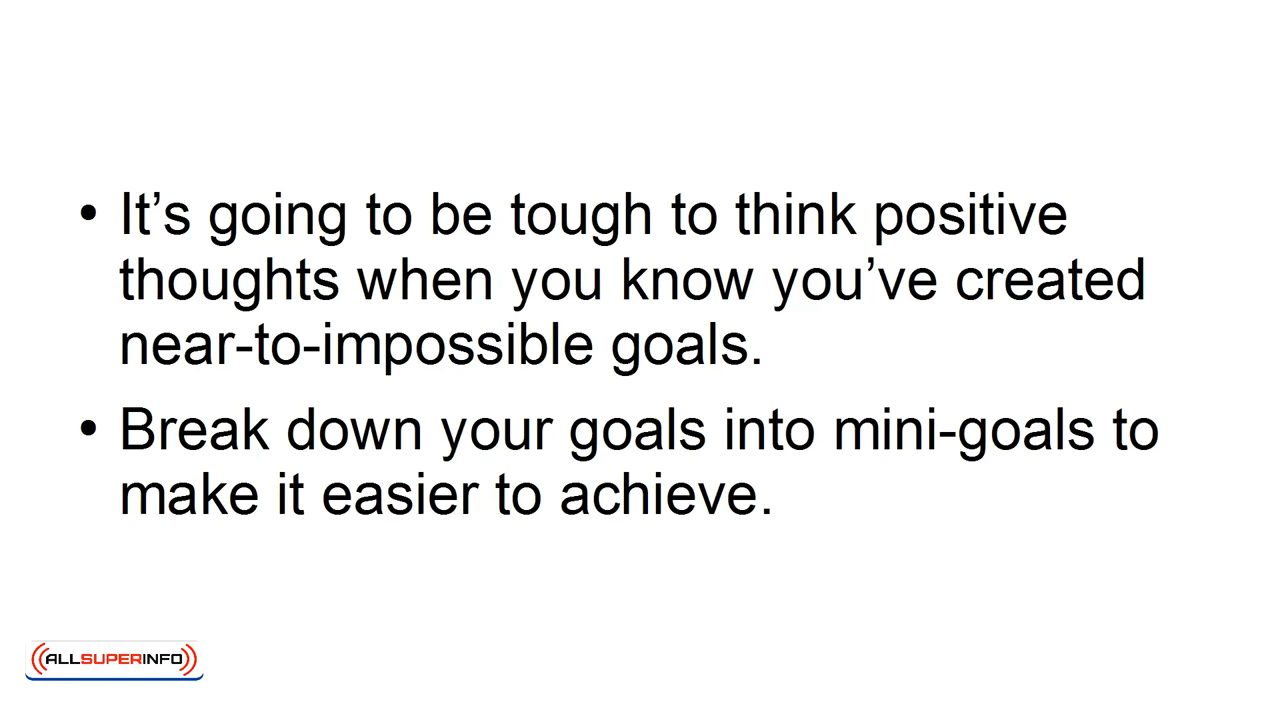 • It’s going to be tough to think positive
thoughts when you know you’ve created
near-to-impossible goals.
• Break down your goals into mini-goals to
make it easier to achieve.
ALLSUPERINFO